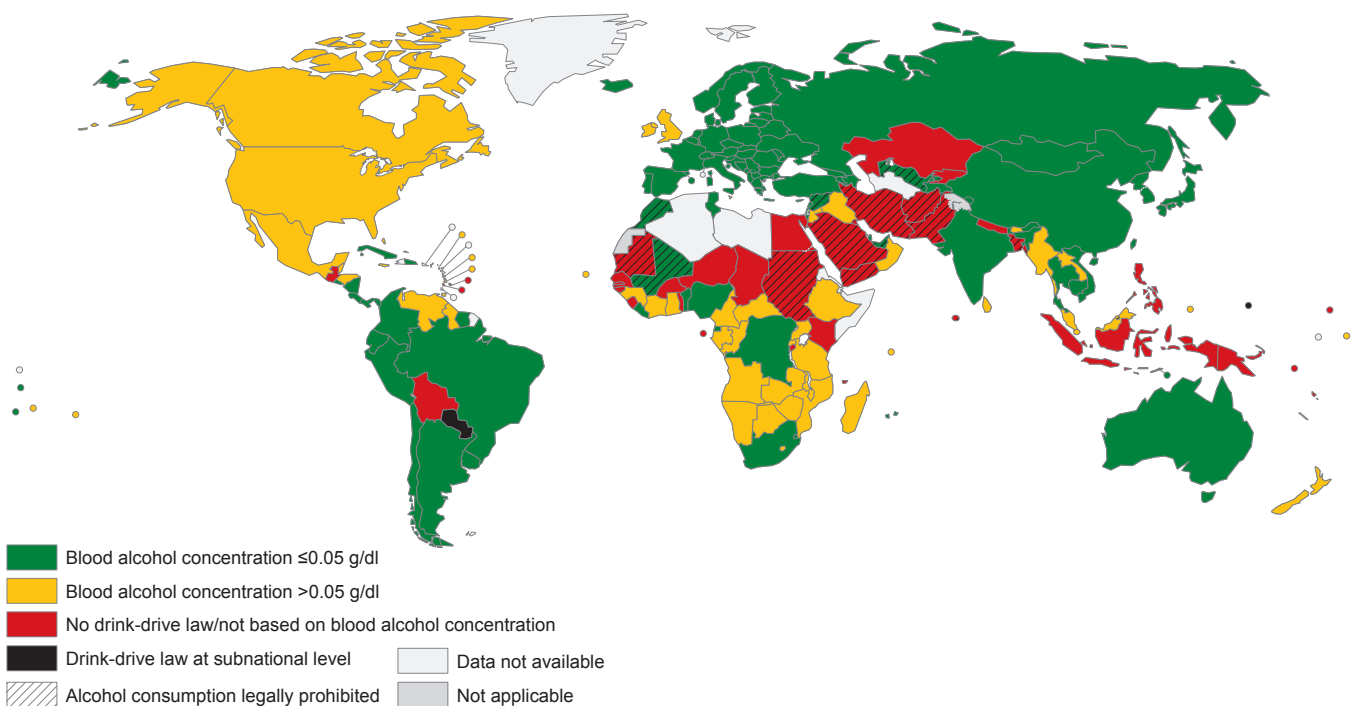 Blood alcohol concentration ≤0.05 g/dl
Blood alcohol concentration >0.05 g/dl
No drink-drive law/not based on blood alcohol concentration
Drink-drive law at subnational level
Data not available
Alcohol consumption legally prohibited
Not applicable